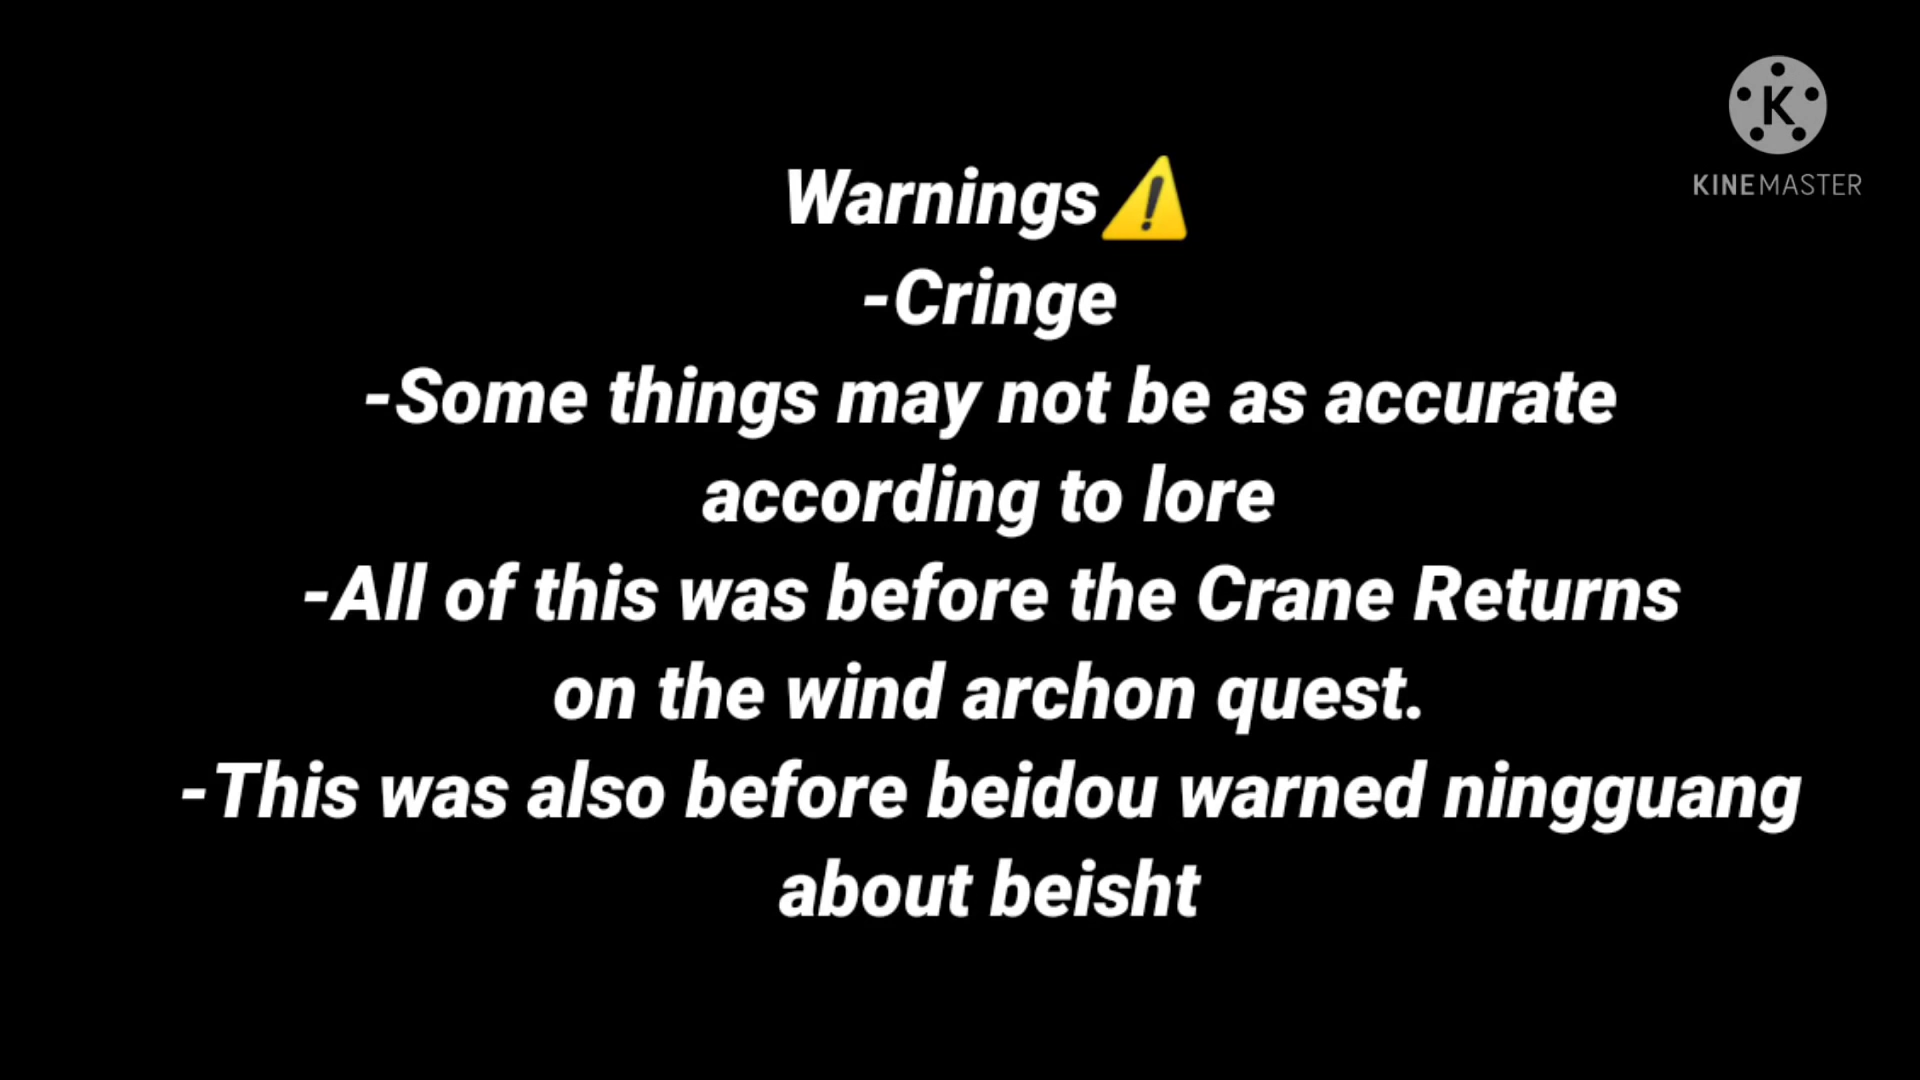 KINEMASTER
Warnings⚠️
-Cringe
-Some things may not be as accurate
according to lore
-All of this was before the Crane Returns
on the wind archon quest.
-This was also before beidou warned ningguang
about beisht